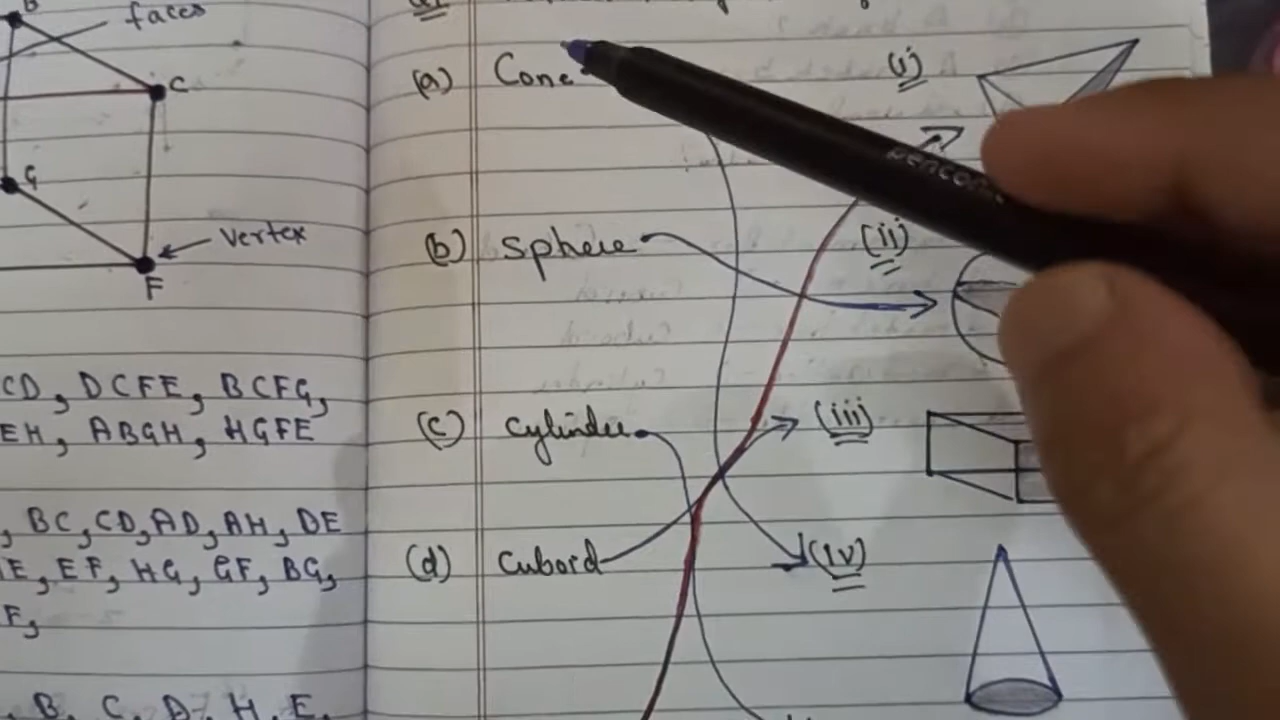 B
faces
C
G
vertex
F
CD, DCFE, BCFG,
EH, ABGH, HGFE
, BC, CD, AD, AH, DE
E, EF, HG, GF, BG,
F,
B, C, D, H, E,
(a) Cone (i)
pencom
(b) Sphere (ii)
(c) Cylinder (iii)
(d) Cuboid (iv)